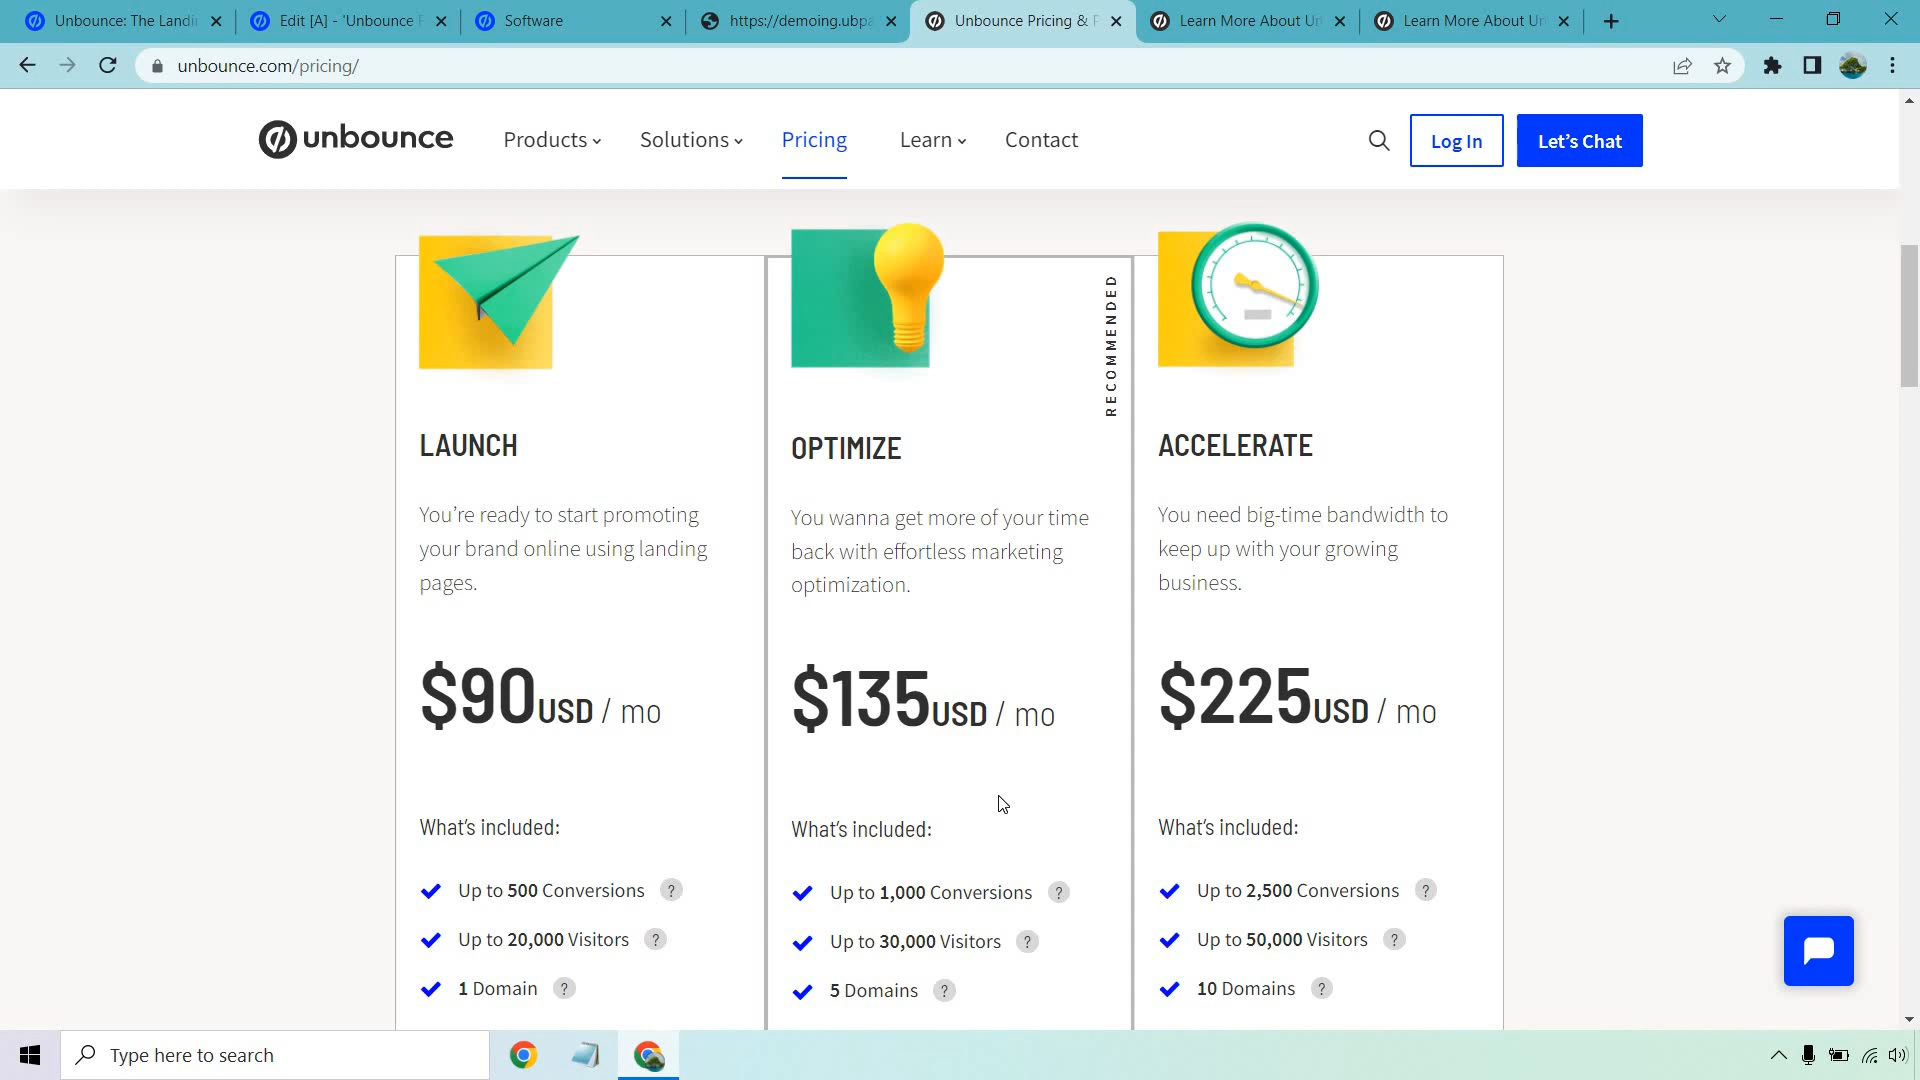 Unbounce: The Landi
Edit [A] - 'Unbounce
Software
https://demoing.ubpa
Unbounce Pricing &
Learn More About Un
Learn More About Un
unbounce.com/pricing/
unbounce
Products
Solutions
Pricing
Learn
Contact
Log In
Let's Chat
RECOMMENDED
LAUNCH
You’re ready to start promoting
your brand online using landing
pages.
$90USD / mo
What’s included:
Up to 500 Conversions ?
Up to 20,000 Visitors ?
1 Domain ?
OPTIMIZE
You wanna get more of your time
back with effortless marketing
optimization.
$135USD / mo
What’s included:
Up to 1,000 Conversions ?
Up to 30,000 Visitors ?
5 Domains ?
ACCELERATE
You need big-time bandwidth to
keep up with your growing
business.
$225USD / mo
What’s included:
Up to 2,500 Conversions ?
Up to 50,000 Visitors ?
10 Domains ?
Type here to search